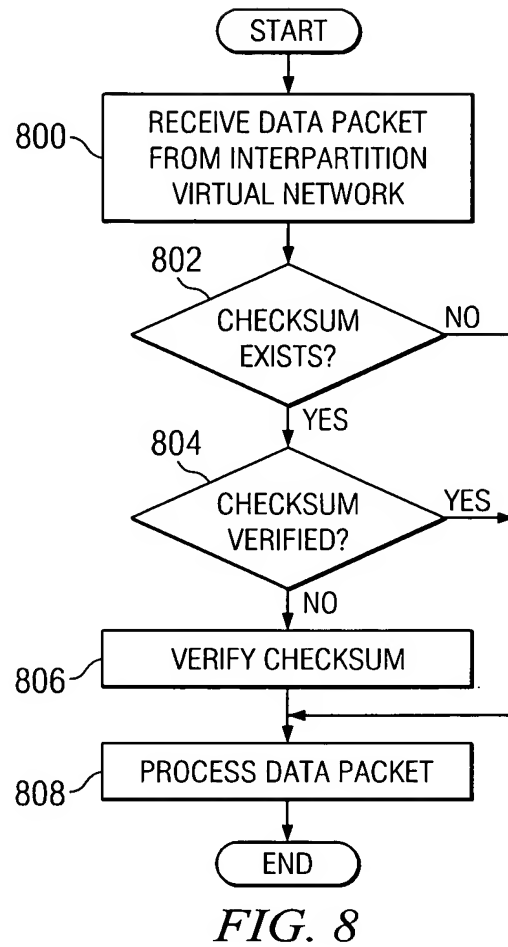 START
800
RECEIVE DATA PACKET
FROM INTERPARTITION
VIRTUAL NETWORK
802
CHECKSUM
EXISTS?
NO
YES
804
CHECKSUM
VERIFIED?
YES
NO
806
VERIFY CHECKSUM
808
PROCESS DATA PACKET
END
FIG. 8